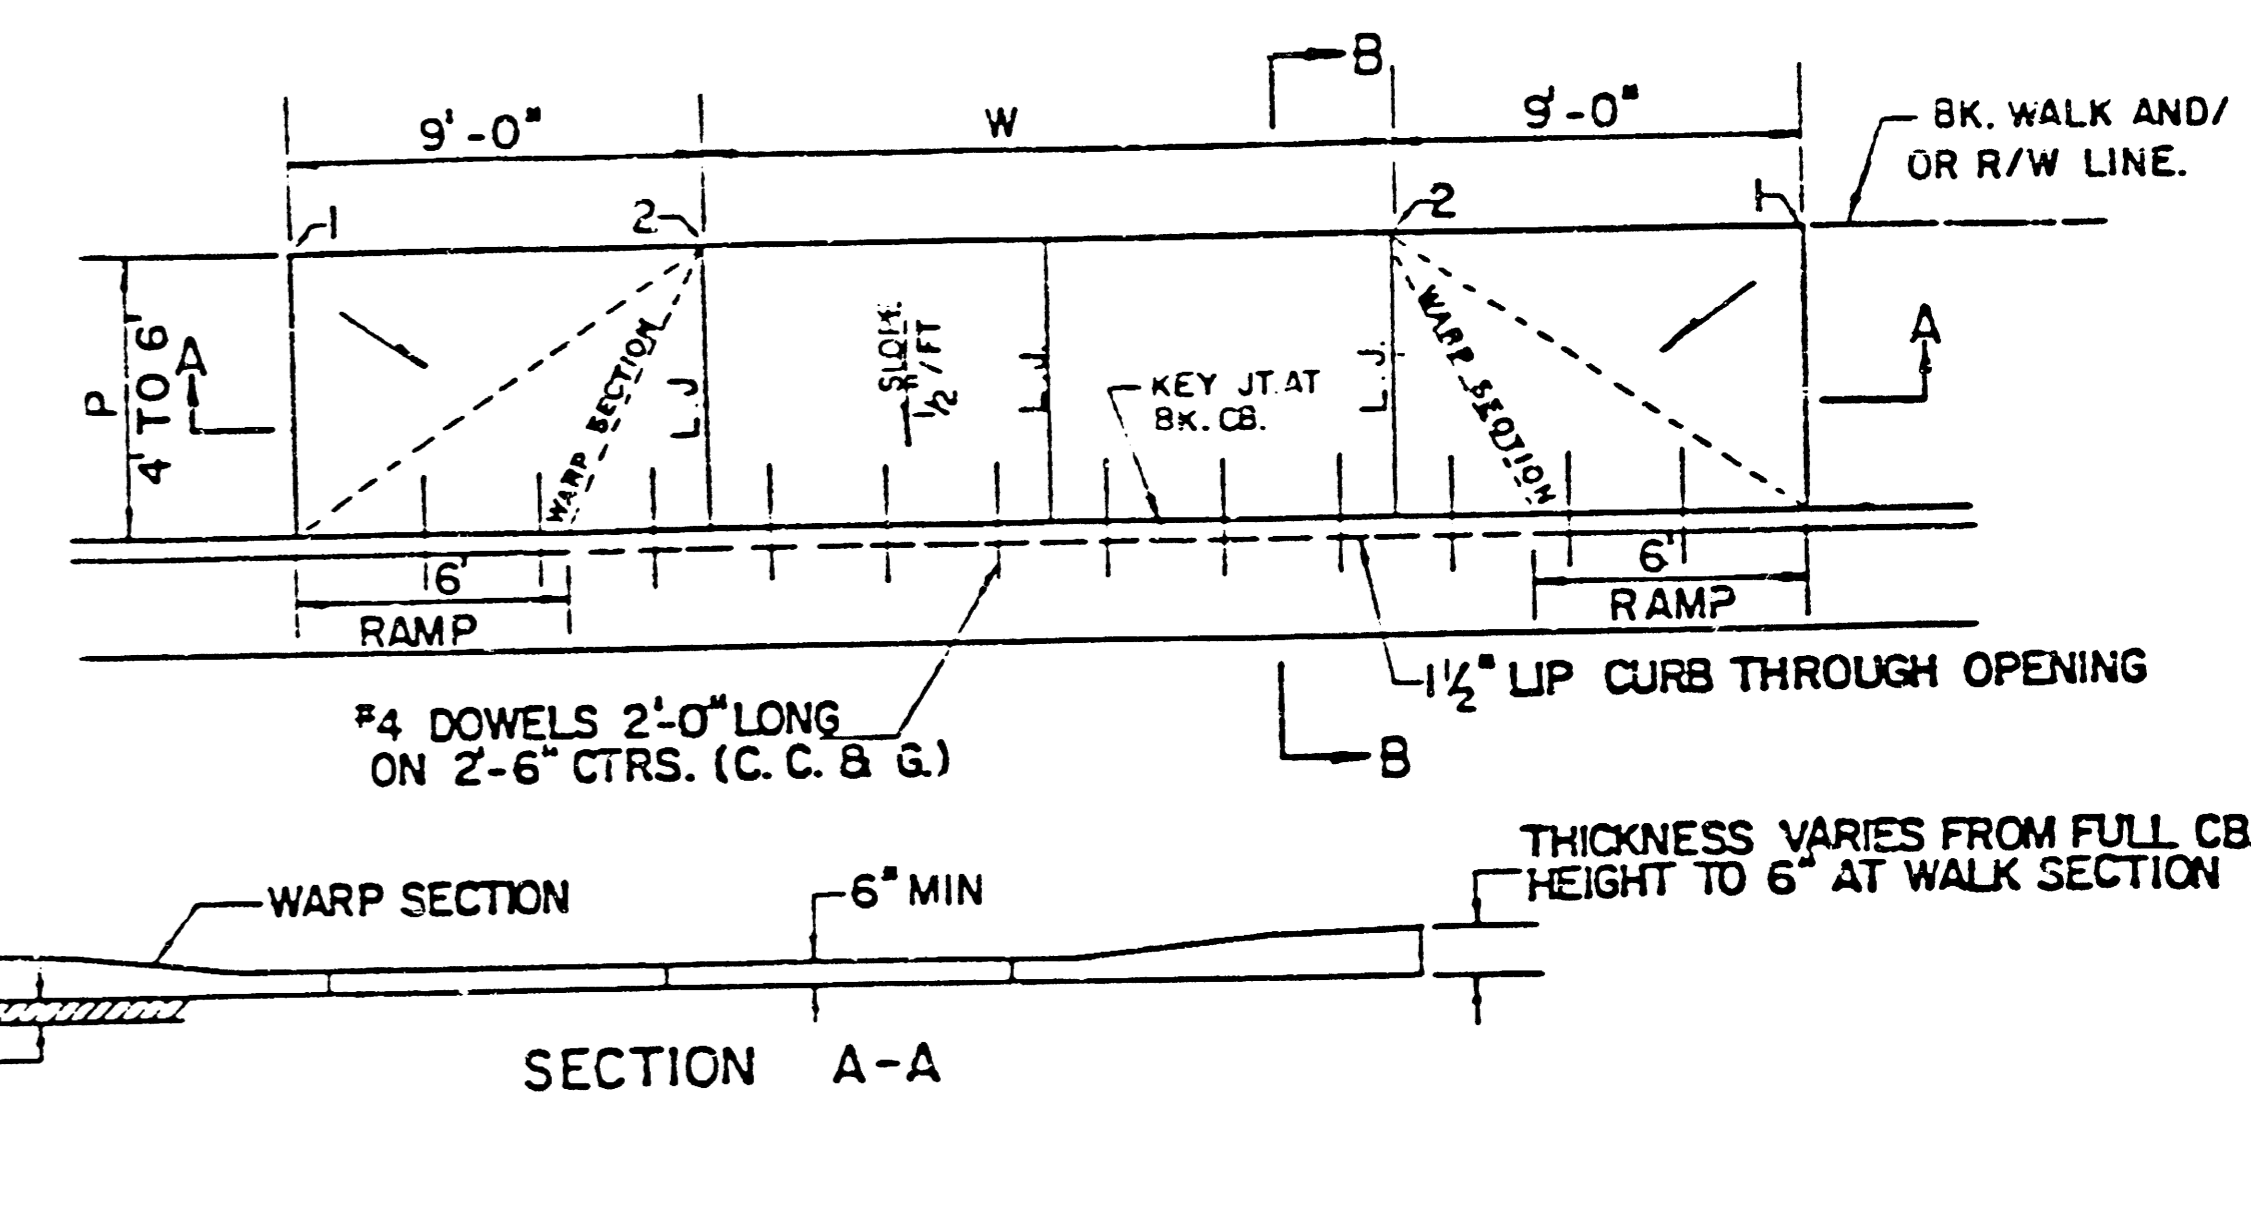 B
9'-0"
W
9'-0"
BK. WALK AND/
OR R/W LINE.
1
2
2
1
P
4' TO 6'
A
WARP SECTION
L.J.
SLOPE
1/2"/FT
L.J.
KEY JT. AT
BK. CB.
L.J.
WARP SECTION
A
6'
RAMP
6'
RAMP
1 1/2" LIP CURB THROUGH OPENING
#4 DOWELS 2'-0" LONG
ON 2'-6" CTRS. (C. C. & G.)
B
THICKNESS VARIES FROM FULL CB.
HEIGHT TO 6" AT WALK SECTION
WARP SECTION
6" MIN
SECTION A-A